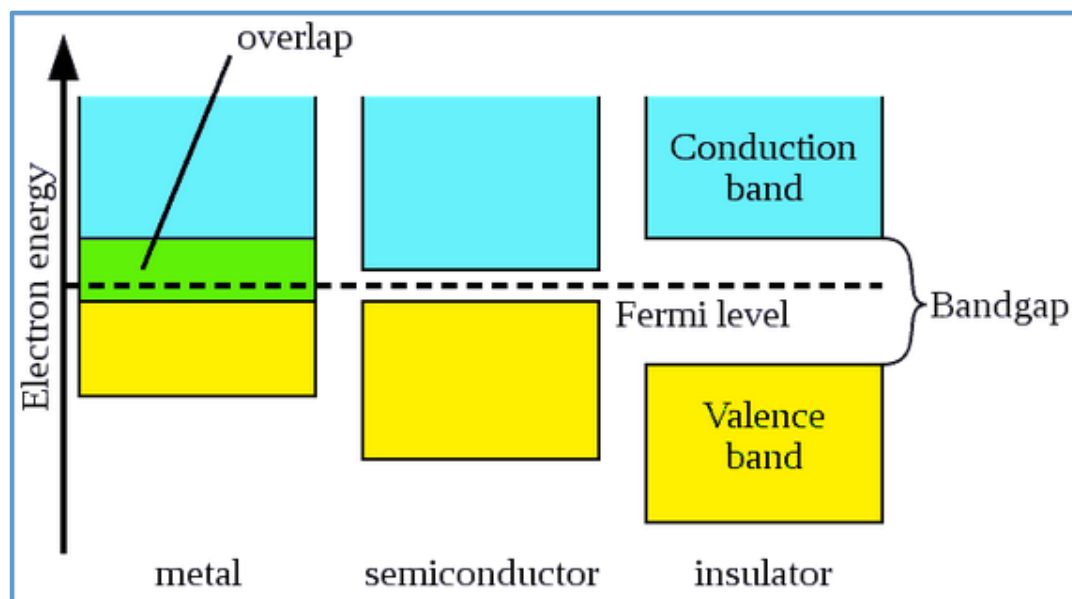 overlap
Electron energy
Conduction
band
Fermi level
Bandgap
Valence
band
metal
semiconductor
insulator